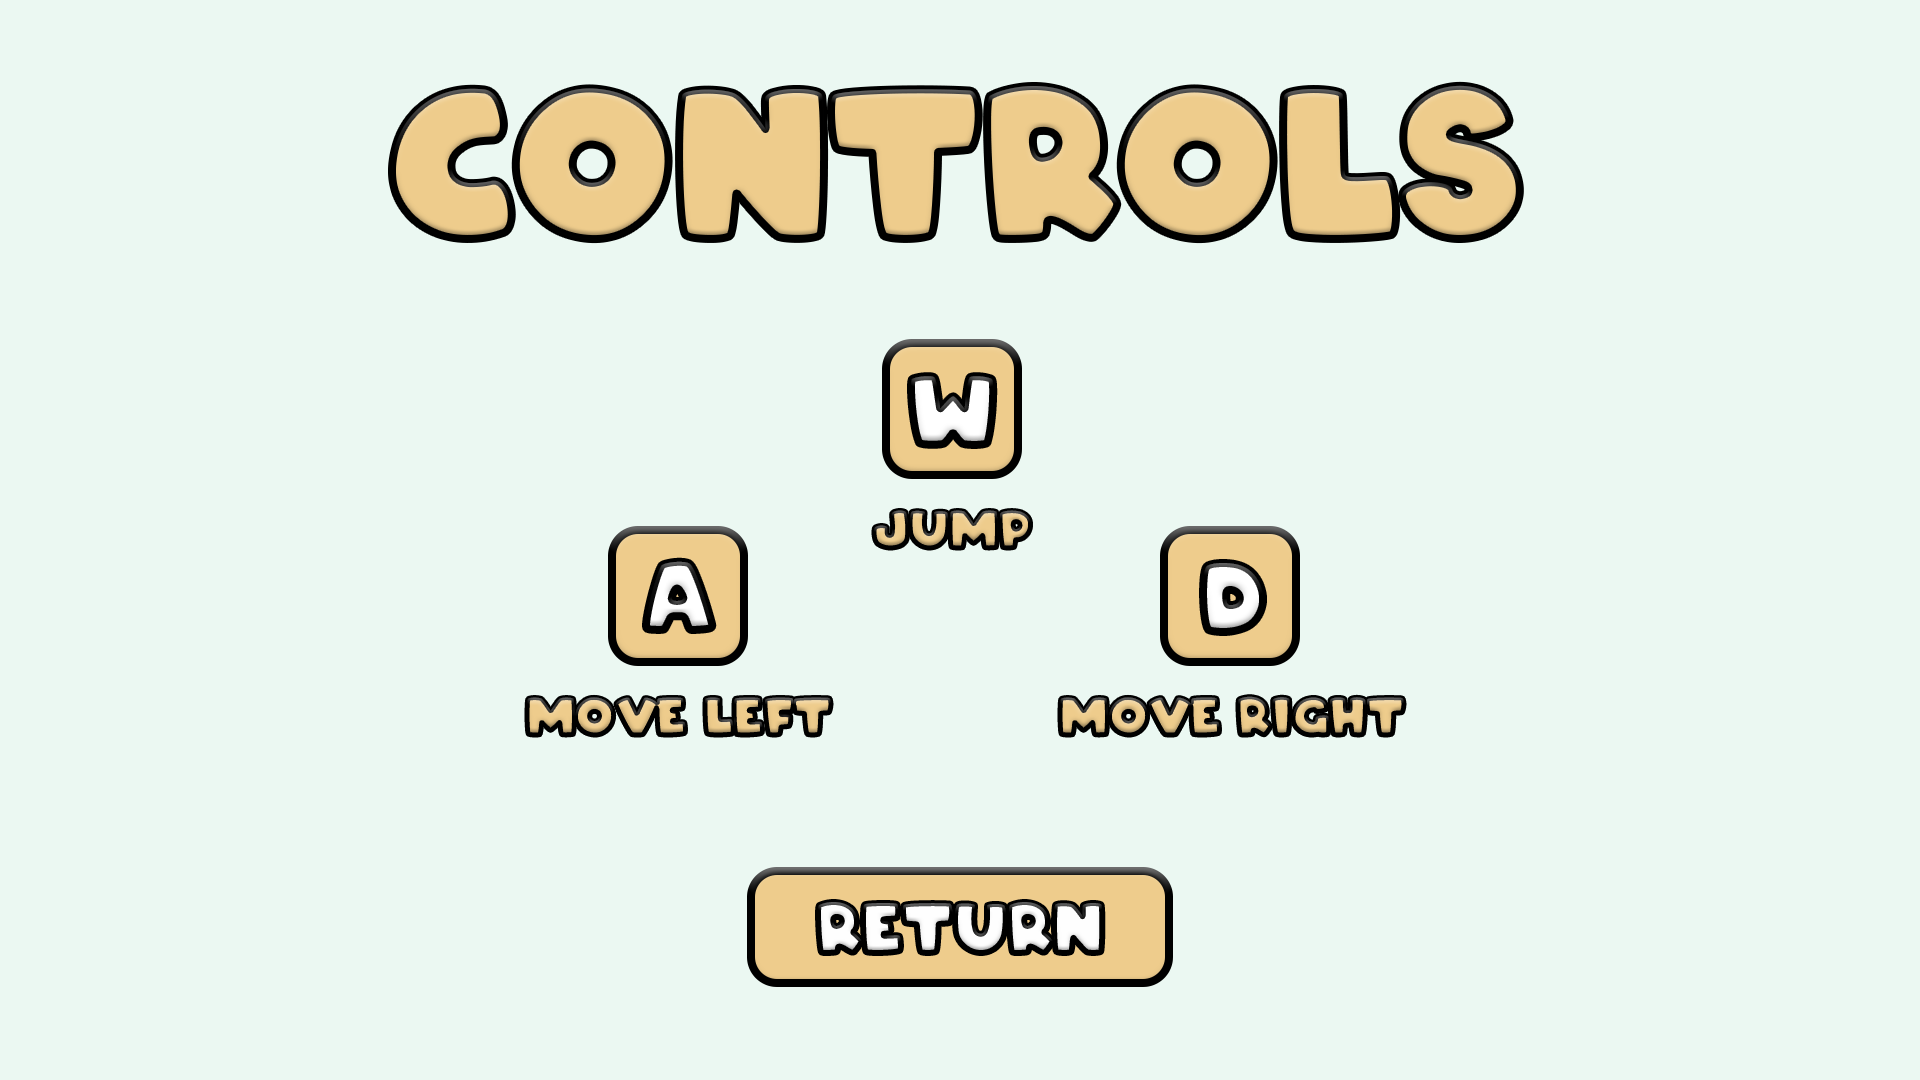 CONTROLS
W
JUMP
A
MOVE LEFT
D
MOVE RIGHT
RETURN